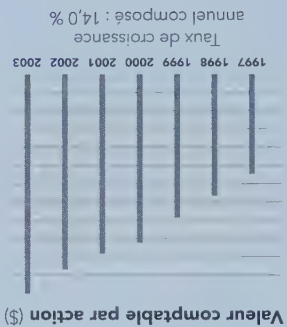 Valeur comptable par action ($)
1997 1998 1999 2000 2001 2002 2003
Taux de croissance
annuel composé : 14,0 %